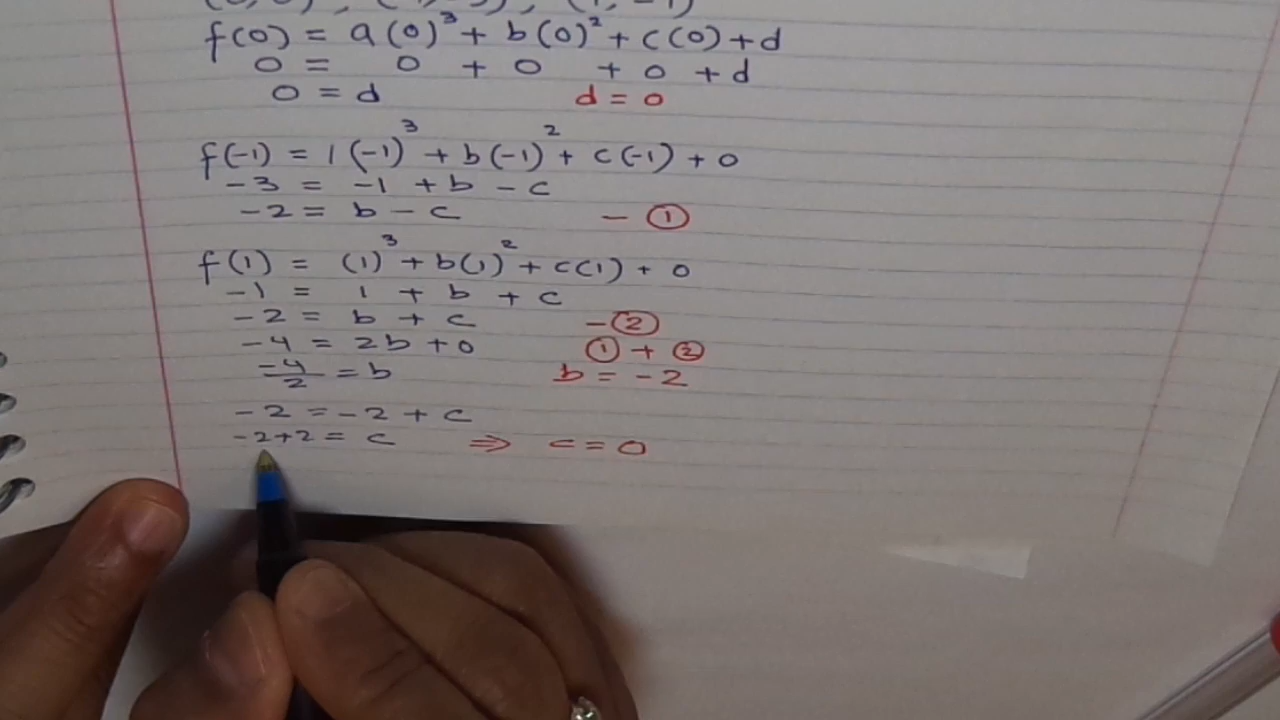 f(0) = a(0)³ + b(0)² + c(0) + d
0 = 0 + 0 + 0 + d
0 = d d = 0
f(-1) = 1(-1)³ + b(-1)² + c(-1) + 0
-3 = -1 + b - c
-2 = b - c - ①
f(1) = (1)³ + b(1)² + c(1) + 0
-1 = 1 + b + c
-2 = b + c - ②
-4 = 2b + 0 ① + ②
-4/2 = b b = -2
-2 = -2 + c
-2+2 = c ⇒ c = 0